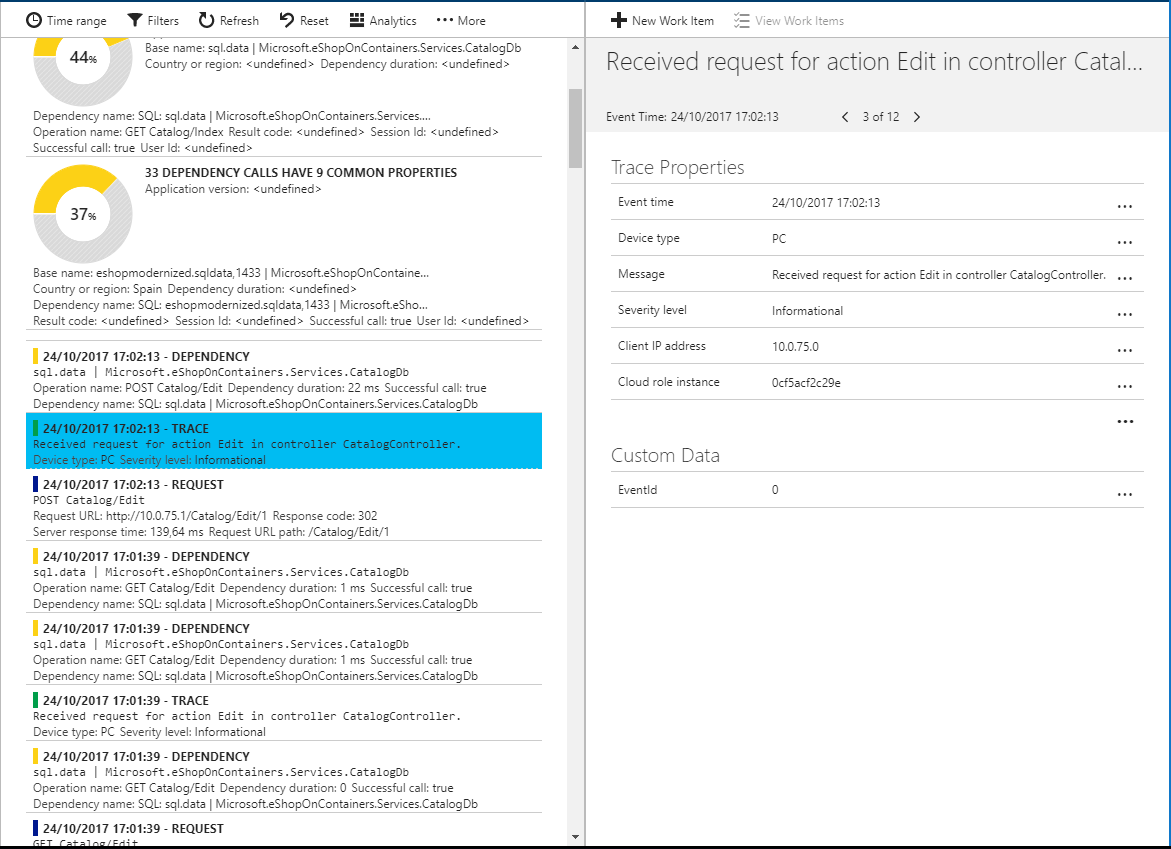 Time range Filters Refresh Reset Analytics ••• More
44%
Base name: sql.data | Microsoft.eShopOnContainers.Services.CatalogDb
Country or region: <undefined> Dependency duration: <undefined>
Dependency name: SQL: sql.data | Microsoft.eShopOnContainers.Services....
Operation name: GET Catalog/Index Result code: <undefined> Session Id: <undefined>
Successful call: true User Id: <undefined>
33 DEPENDENCY CALLS HAVE 9 COMMON PROPERTIES
Application version: <undefined>
37%
Base name: eshopmodernized.sqldata,1433 | Microsoft.eShopOnContaine...
Country or region: Spain Dependency duration: <undefined>
Dependency name: SQL: eshopmodernized.sqldata,1433 | Microsoft.eSho...
Result code: <undefined> Session Id: <undefined> Successful call: true User Id: <undefined>
24/10/2017 17:02:13 - DEPENDENCY
sql.data | Microsoft.eShopOnContainers.Services.CatalogDb
Operation name: POST Catalog/Edit Dependency duration: 22 ms Successful call: true
Dependency name: SQL: sql.data | Microsoft.eShopOnContainers.Services.CatalogDb
24/10/2017 17:02:13 - TRACE
Received request for action Edit in controller CatalogController.
Device type: PC Severity level: Informational
24/10/2017 17:02:13 - REQUEST
POST Catalog/Edit
Request URL: http://10.0.75.1/Catalog/Edit/1 Response code: 302
Server response time: 139,64 ms Request URL path: /Catalog/Edit/1
24/10/2017 17:01:39 - DEPENDENCY
sql.data | Microsoft.eShopOnContainers.Services.CatalogDb
Operation name: GET Catalog/Edit Dependency duration: 1 ms Successful call: true
Dependency name: SQL: sql.data | Microsoft.eShopOnContainers.Services.CatalogDb
24/10/2017 17:01:39 - DEPENDENCY
sql.data | Microsoft.eShopOnContainers.Services.CatalogDb
Operation name: GET Catalog/Edit Dependency duration: 1 ms Successful call: true
Dependency name: SQL: sql.data | Microsoft.eShopOnContainers.Services.CatalogDb
24/10/2017 17:01:39 - TRACE
Received request for action Edit in controller CatalogController.
Device type: PC Severity level: Informational
24/10/2017 17:01:39 - DEPENDENCY
sql.data | Microsoft.eShopOnContainers.Services.CatalogDb
Operation name: GET Catalog/Edit Dependency duration: 0 Successful call: true
Dependency name: SQL: sql.data | Microsoft.eShopOnContainers.Services.CatalogDb
24/10/2017 17:01:39 - REQUEST
GET Catalog/Edit
New Work Item View Work Items
Received request for action Edit in controller Catal...
Event Time: 24/10/2017 17:02:13 < 3 of 12 >
Trace Properties
Event time 24/10/2017 17:02:13 ...
Device type PC ...
Message Received request for action Edit in controller CatalogController. ...
Severity level Informational ...
Client IP address 10.0.75.0 ...
Cloud role instance 0cf5acf2c29e ...
•••
Custom Data
EventId 0 ...